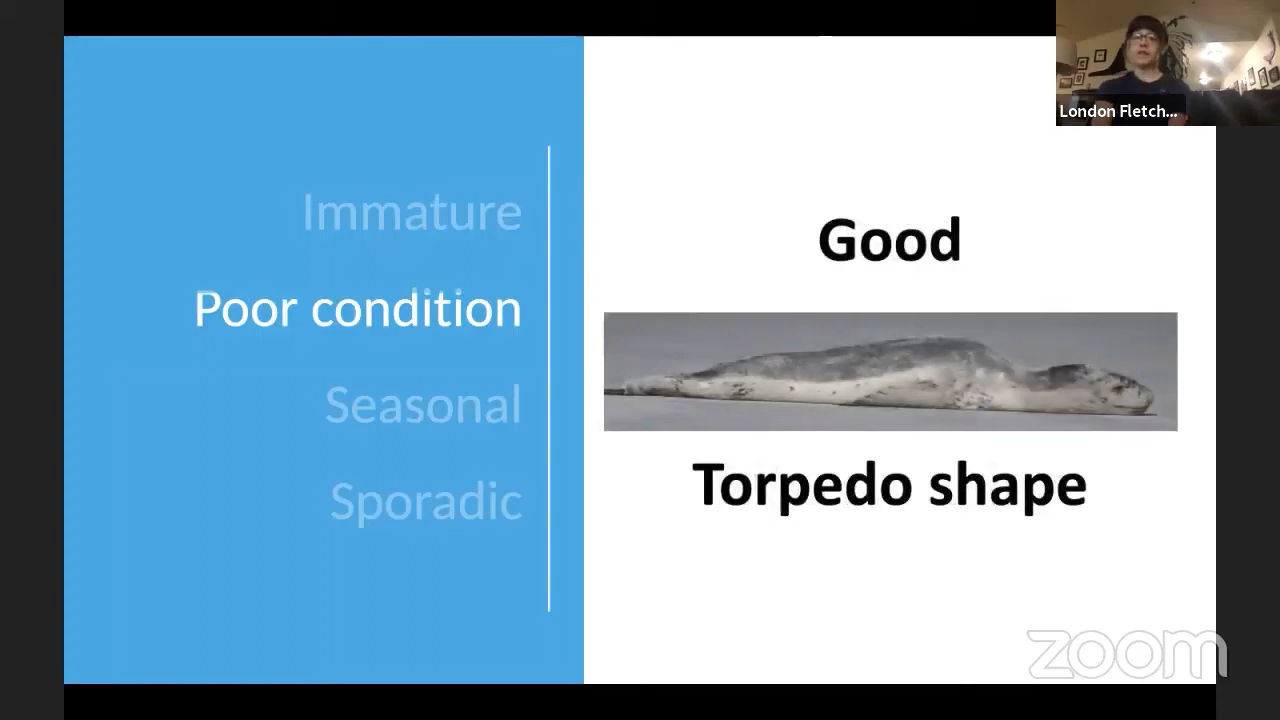 London Fletch...
Immature
Poor condition
Seasonal
Sporadic
Good
Torpedo shape
zoom